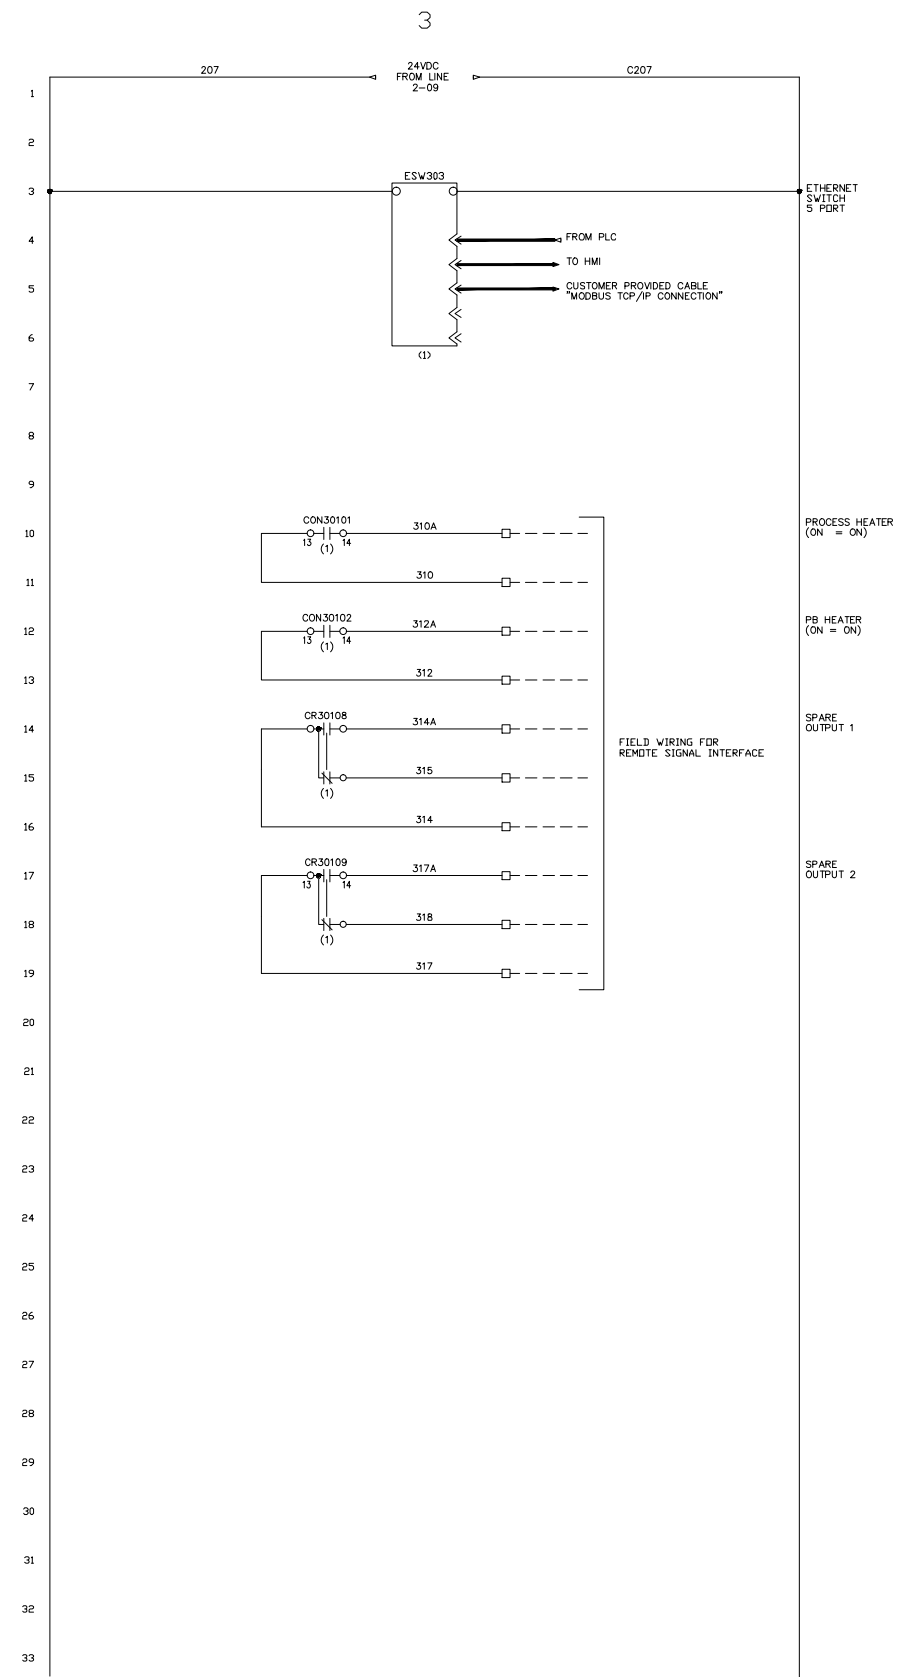 3
207
24VDC
FROM LINE
2-09
C207
1
2
ESW303
3
ETHERNET
SWITCH
5 PORT
4
FROM PLC
TO HMI
5
CUSTOMER PROVIDED CABLE
"MODBUS TCP/IP CONNECTION"
6
(1)
7
8
9
CON30101
310A
10
13
14
(1)
PROCESS HEATER
(ON = ON)
310
11
CON30102
312A
12
13
14
(1)
PB HEATER
(ON = ON)
312
13
CR30108
314A
14
SPARE
OUTPUT 1
FIELD WIRING FOR
REMOTE SIGNAL INTERFACE
315
15
(1)
314
16
CR30109
317A
17
13
14
SPARE
OUTPUT 2
318
18
(1)
317
19
20
21
22
23
24
25
26
27
28
29
30
31
32
33